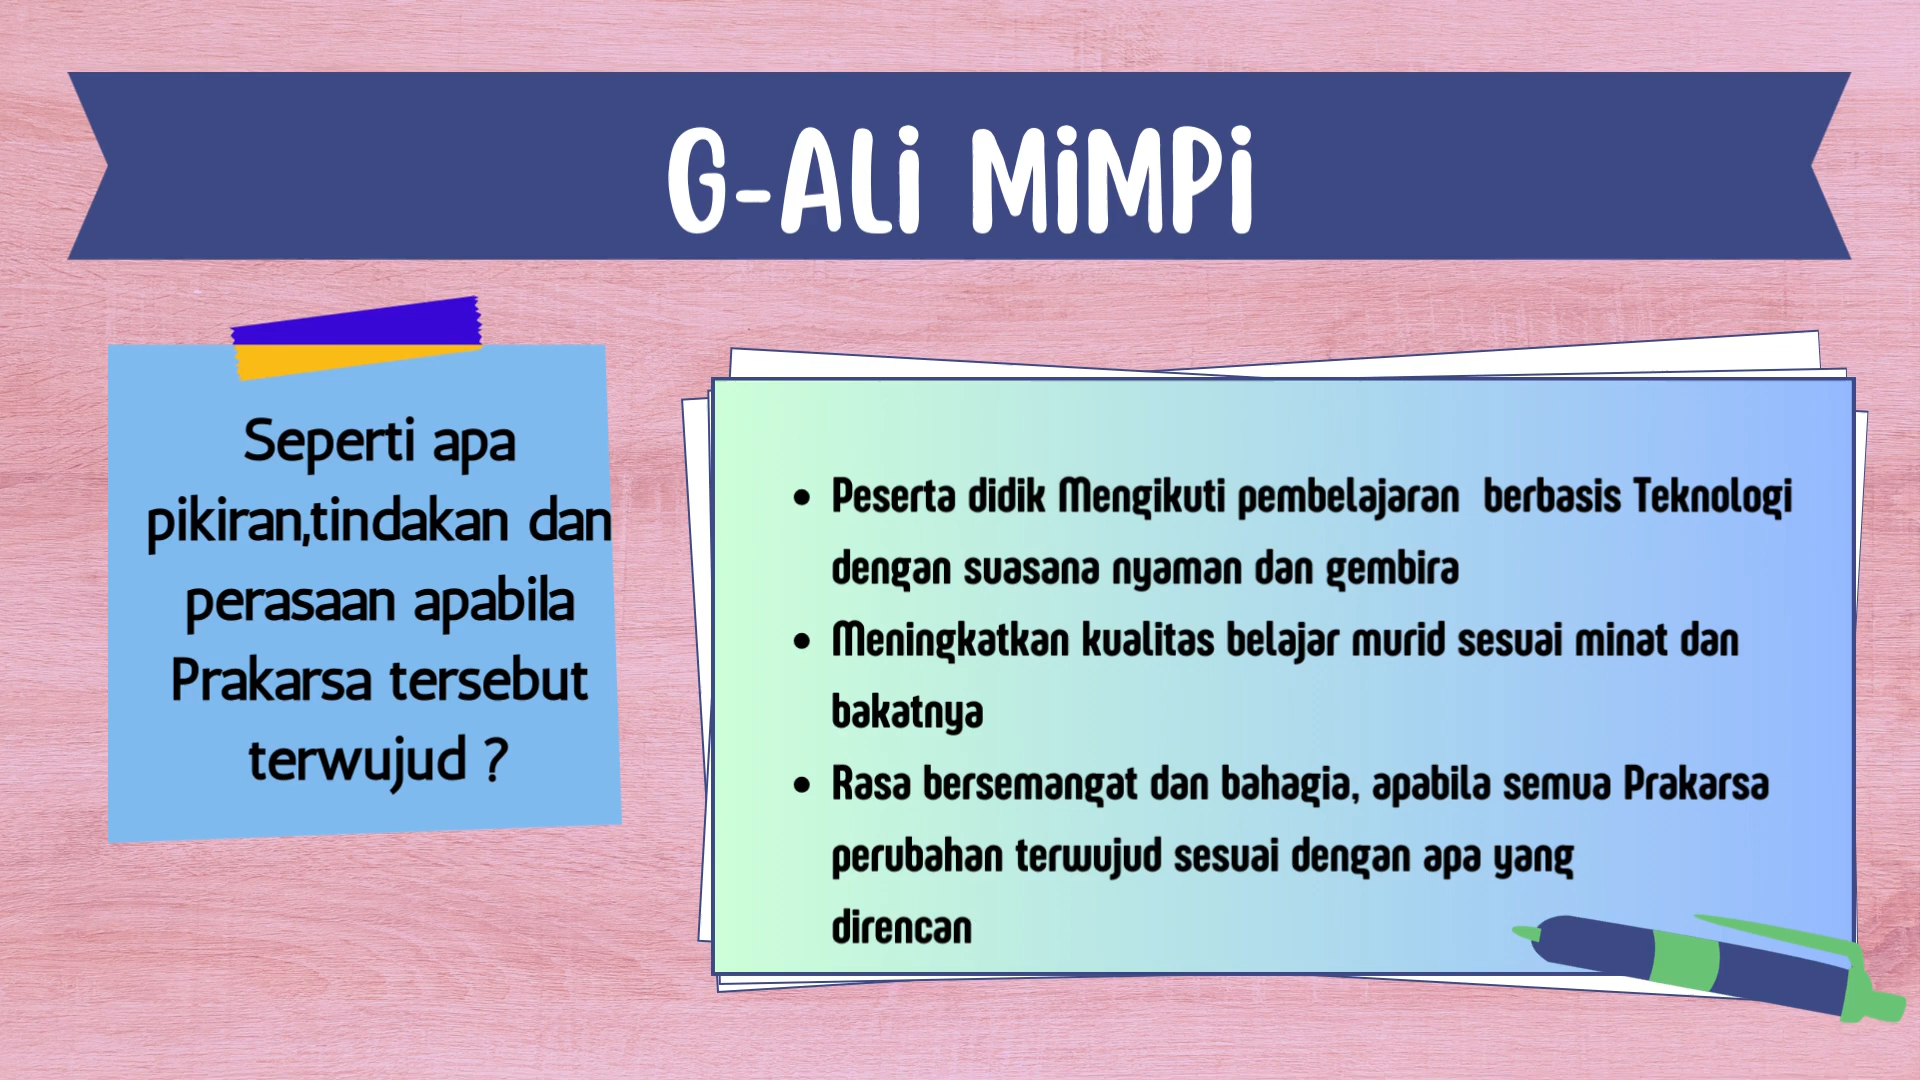 G-ALi MiMPi
Seperti apa
pikiran,tindakan dan
perasaan apabila
Prakarsa tersebut
terwujud ?
• Peserta didik Mengikuti pembelajaran  berbasis Teknologi
dengan suasana nyaman dan gembira
• Meningkatkan kualitas belajar murid sesuai minat dan
bakatnya
• Rasa bersemangat dan bahagia, apabila semua Prakarsa
perubahan terwujud sesuai dengan apa yang
direncan